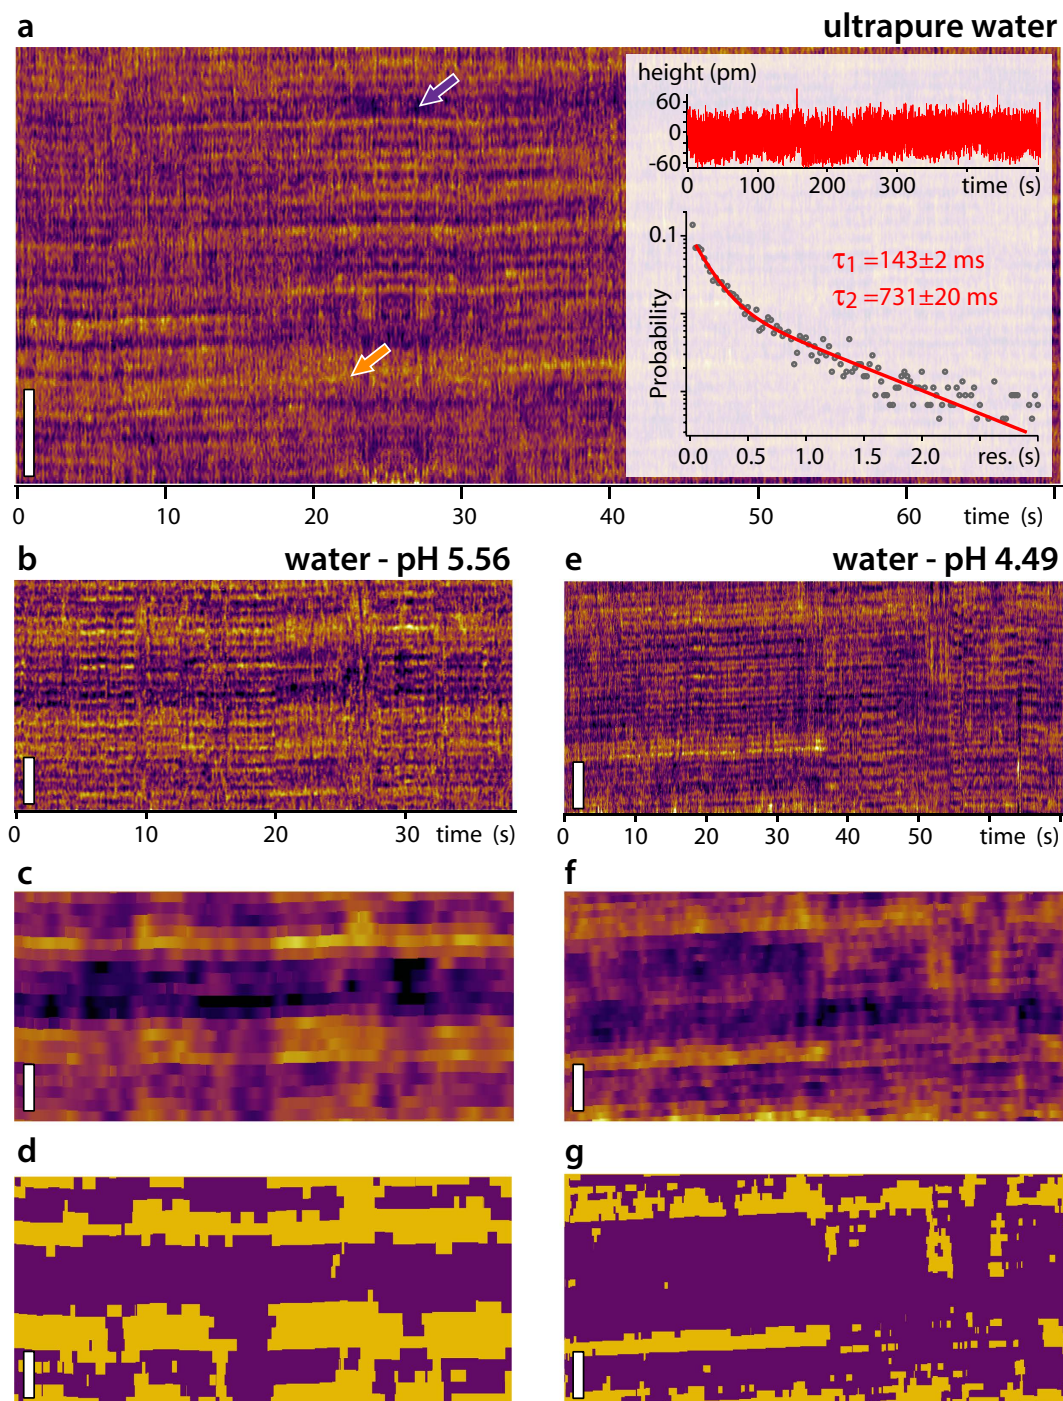 a
ultrapure water
height (pm)
60
0
-60
0 100 200 300 time (s)
0.1
τ1 =143±2 ms
τ2 =731±20 ms
Probability
0.0 0.5 1.0 1.5 2.0 res. (s)
0 10 20 30 40 50 60 time (s)
b
water - pH 5.56
0 10 20 30 time (s)
e
water - pH 4.49
0 10 20 30 40 50 time (s)
c
f
d
g